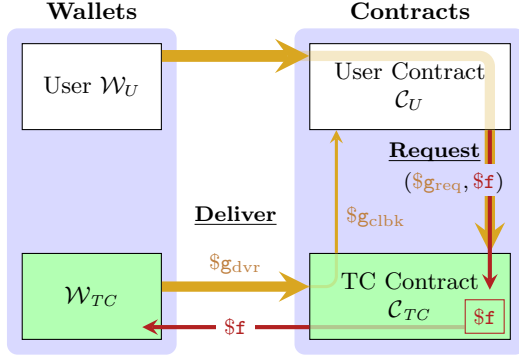 Wallets
Contracts
User 𝒲_U
User Contract
𝒞_U
Request
($g_req, $f)
Deliver
$g_clbk
$g_dvr
𝒲_TC
TC Contract
𝒞_TC
$f
$f